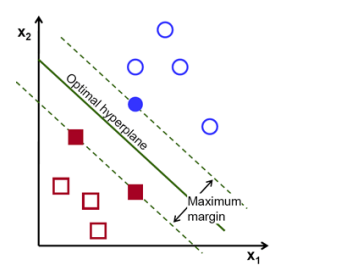 x₂
Optimal hyperplane
Maximum
margin
x₁